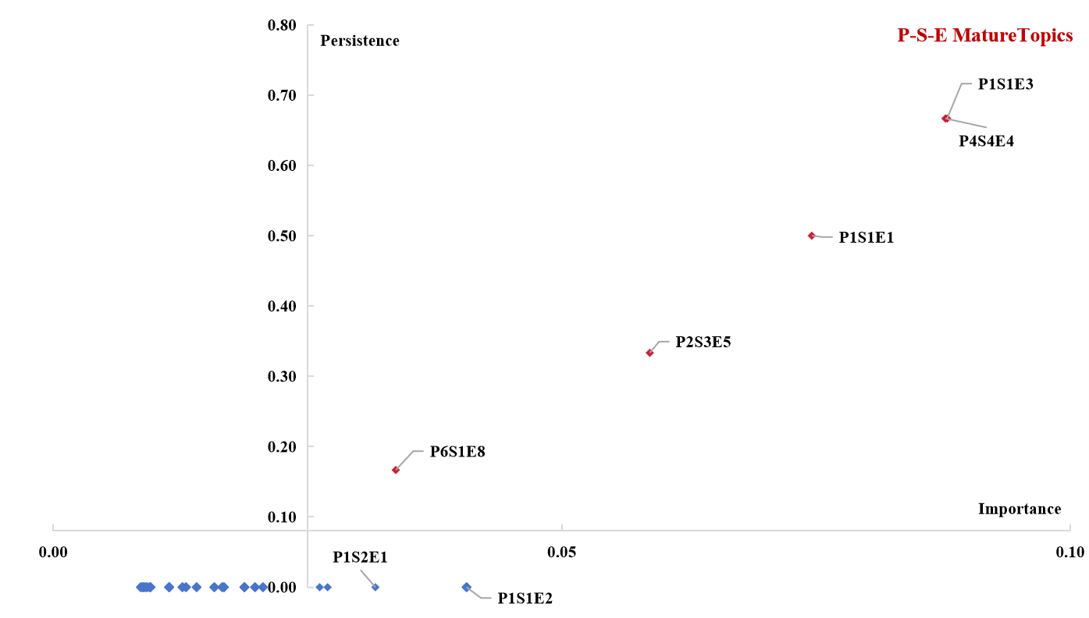 0.80
Persistence
P-S-E MatureTopics
0.70
P1S1E3
P4S4E4
0.60
0.50
P1S1E1
0.40
P2S3E5
0.30
0.20
P6S1E8
0.10
Importance
0.00
0.05
0.10
P1S2E1
0.00
P1S1E2